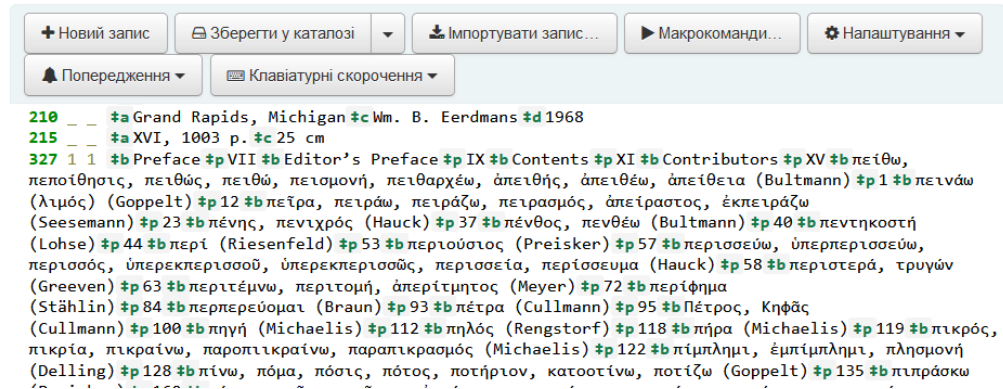 Новий запис Зберегти у каталозі Імпортувати запис... Макрокоманди... Налаштування
Попередження Клавіатурні скорочення
210 _ _ ‡a Grand Rapids, Michigan ‡c Wm. B. Eerdmans ‡d 1968
215 _ _ ‡a XVI, 1003 p. ‡c 25 cm
327 1 1 ‡b Preface ‡p VII ‡b Editor’s Preface ‡p IX ‡b Contents ‡p XI ‡b Contributors ‡p XV ‡b πείθω,
πεποίθησις, πειθώς, πειθώ, πεισμονή, πειθαρχέω, ἀπειθής, ἀπειθέω, ἀπείθεια (Bultmann) ‡p 1 ‡b πεινάω
(λιμός) (Goppelt) ‡p 12 ‡b πεῖρα, πειράω, πειράζω, πειρασμός, ἀπείραστος, ἐκπειράζω
(Seesemann) ‡p 23 ‡b πένης, πενιχρός (Hauck) ‡p 37 ‡b πένθος, πενθέω (Bultmann) ‡p 40 ‡b πεντηκοστή
(Lohse) ‡p 44 ‡b περί (Riesenfeld) ‡p 53 ‡b περιούσιος (Preisker) ‡p 57 ‡b περισσεύω, ὑπερπερισσεύω,
περισσός, ὑπερεκπερισσοῦ, ὑπερεκπερισσῶς, περισσεία, περίσσευμα (Hauck) ‡p 58 ‡b περιστερά, τρυγών
(Greeven) ‡p 63 ‡b περιτέμνω, περιτομή, ἀπερίτμητος (Meyer) ‡p 72 ‡b περίφημα
(Stählin) ‡p 84 ‡b περπερεύομαι (Braun) ‡p 93 ‡b πέτρα (Cullmann) ‡p 95 ‡b Πέτρος, Κηφᾶς
(Cullmann) ‡p 100 ‡b πηγή (Michaelis) ‡p 112 ‡b πηλός (Rengstorf) ‡p 118 ‡b πήρα (Michaelis) ‡p 119 ‡b πικρός,
πικρία, πικραίνω, παροπιικραίνω, παραπικρασμός (Michaelis) ‡p 122 ‡b πίμπλημι, ἐμπίμπλημι, πλησμονή
(Delling) ‡p 128 ‡b πίνω, πόμα, πόσις, πότος, ποτήριον, κατοοτίνω, ποτίζω (Goppelt) ‡p 135 ‡b πιπράσκω